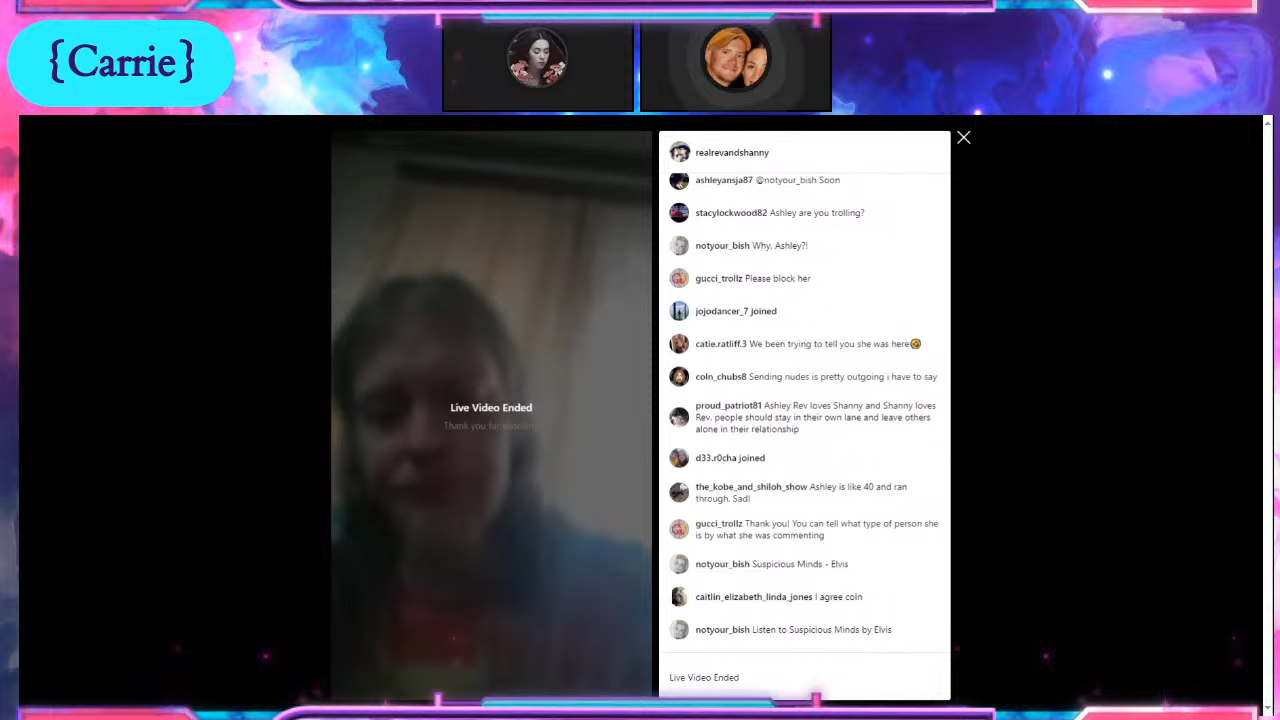 {Carrie}
realrevandshanny
ashleyansja87 @notyour_bish Soon
stacylockwood82 Ashley are you trolling?
notyour_bish Why, Ashley?!
gucci_trollz Please block her
jojodancer_7 joined
catie.ratliff.3 We been trying to tell you she was here🤣
coln_chubs8 Sending nudes is pretty outgoing i have to say
proud_patriot81 Ashley Rev loves Shanny and Shanny loves
Rev. people should stay in their own lane and leave others
alone in their relationship
d33.r0cha joined
the_kobe_and_shiloh_show Ashley is like 40 and ran
through. Sad!
gucci_trollz Thank you! You can tell what type of person she
is by what she was commenting
notyour_bish Suspicious Minds - Elvis
caitlin_elizabeth_linda_jones I agree coln
notyour_bish Listen to Suspicious Minds by Elvis
Live Video Ended
Live Video Ended
Thank you for watchin